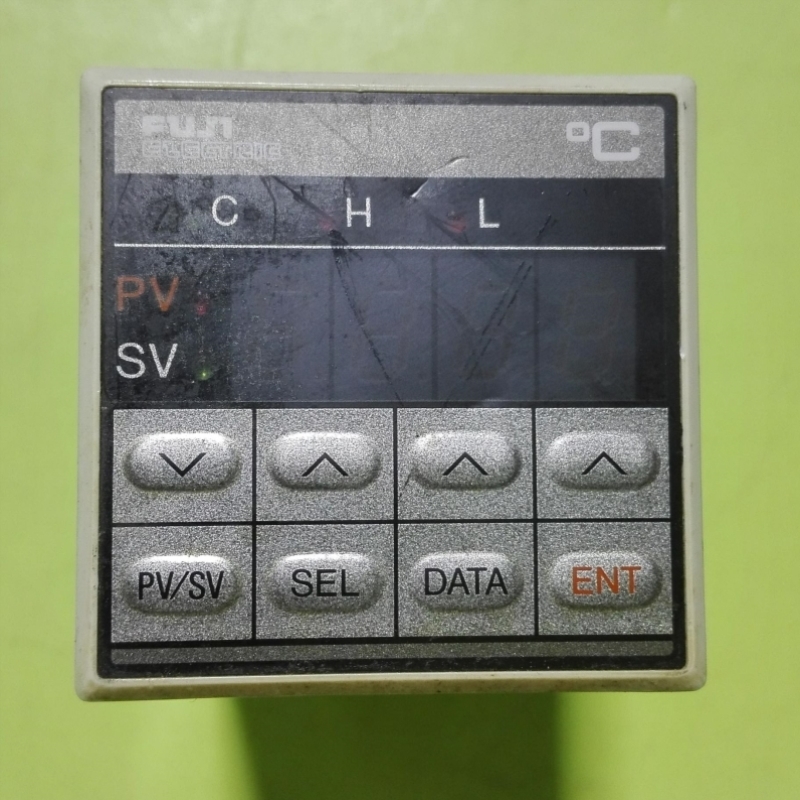 FUJI
ELECTRIC
°C
C H L
PV
SV
PV/SV SEL DATA ENT